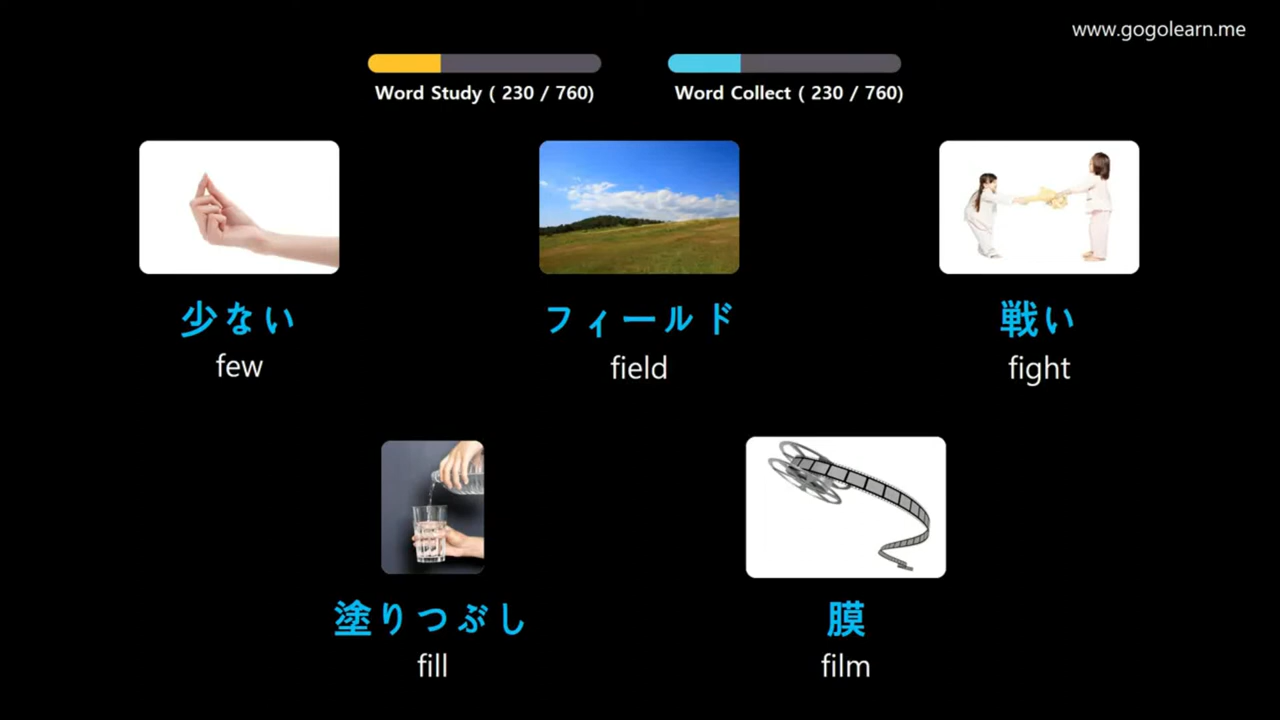 www.gogolearn.me
Word Study ( 230 / 760)
Word Collect ( 230 / 760)
少ない
few
フィールド
field
戦い
fight
塗りつぶし
fill
膜
film